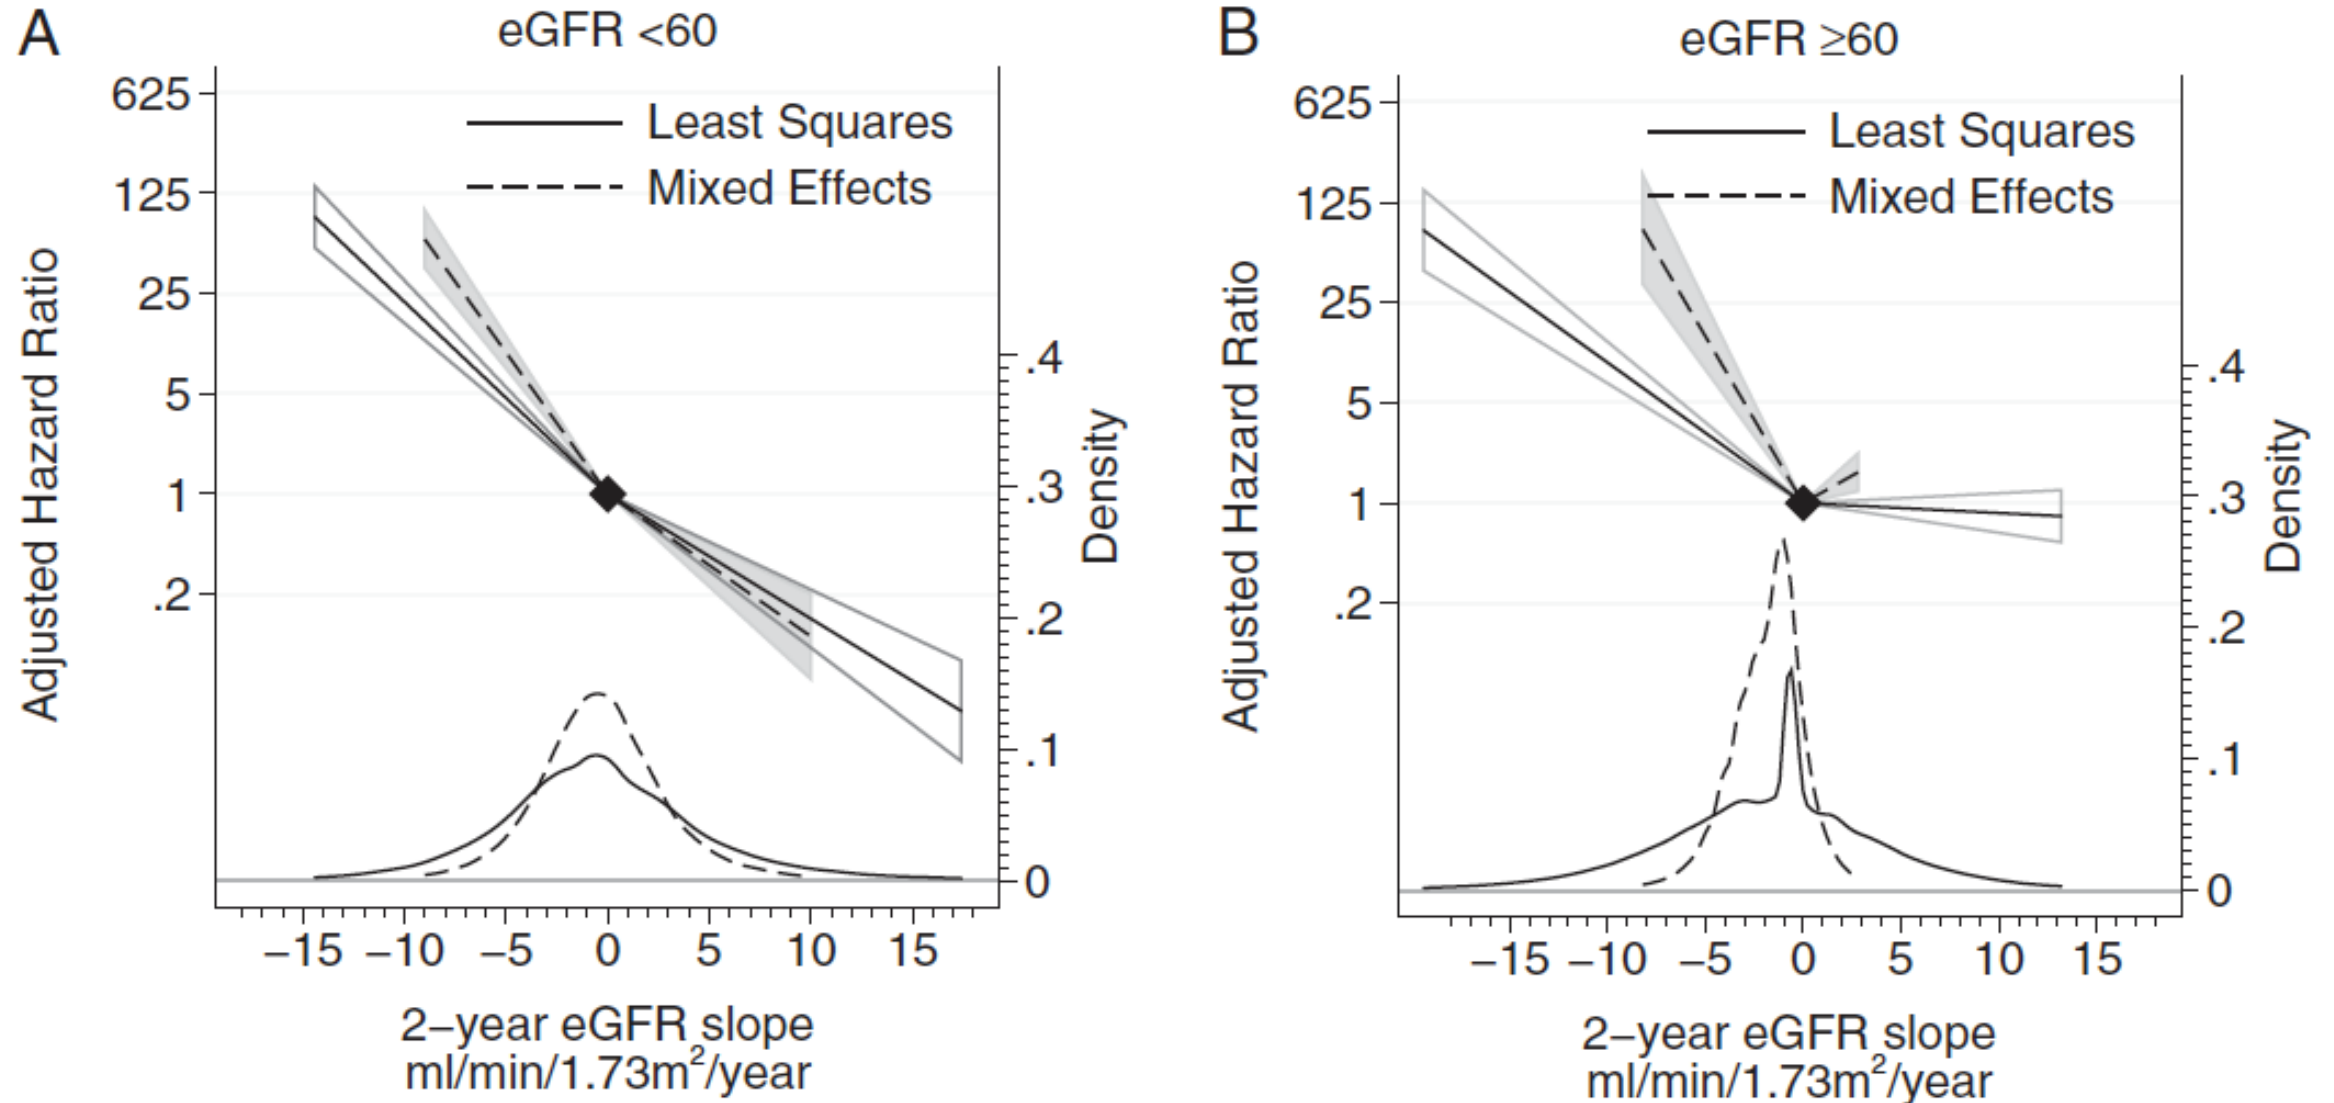 A
eGFR <60
625
125
25
5
1
.2
Adjusted Hazard Ratio
Least Squares
Mixed Effects
.4
.3
.2
.1
0
Density
−15 −10 −5 0 5 10 15
2−year eGFR slope
ml/min/1.73m²/year
B
eGFR ≥60
625
125
25
5
1
.2
Adjusted Hazard Ratio
Least Squares
Mixed Effects
.4
.3
.2
.1
0
Density
−15 −10 −5 0 5 10 15
2−year eGFR slope
ml/min/1.73m²/year